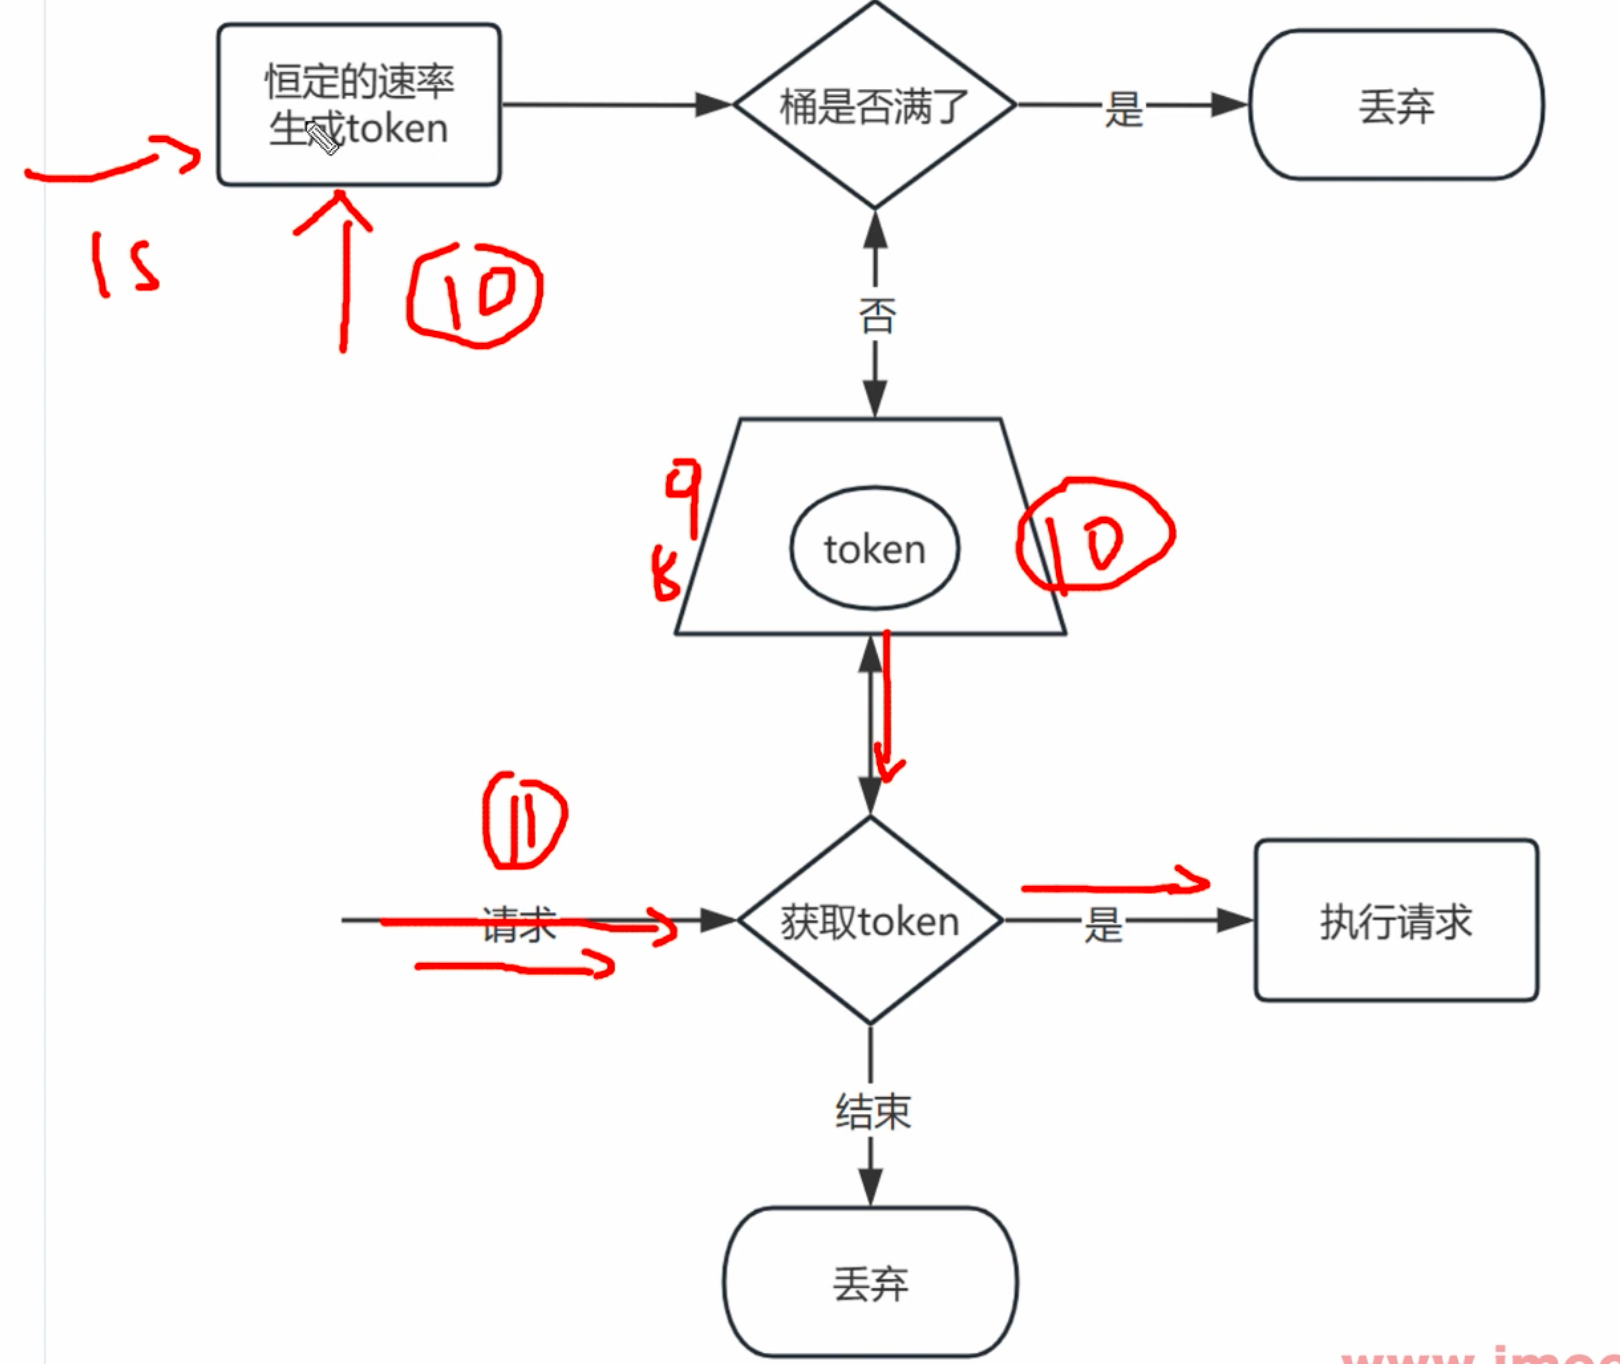 恒定的速率
生成token
桶是否满了
是
丢弃
1s
10
否
9
8
token
10
11
请求
获取token
是
执行请求
结束
丢弃